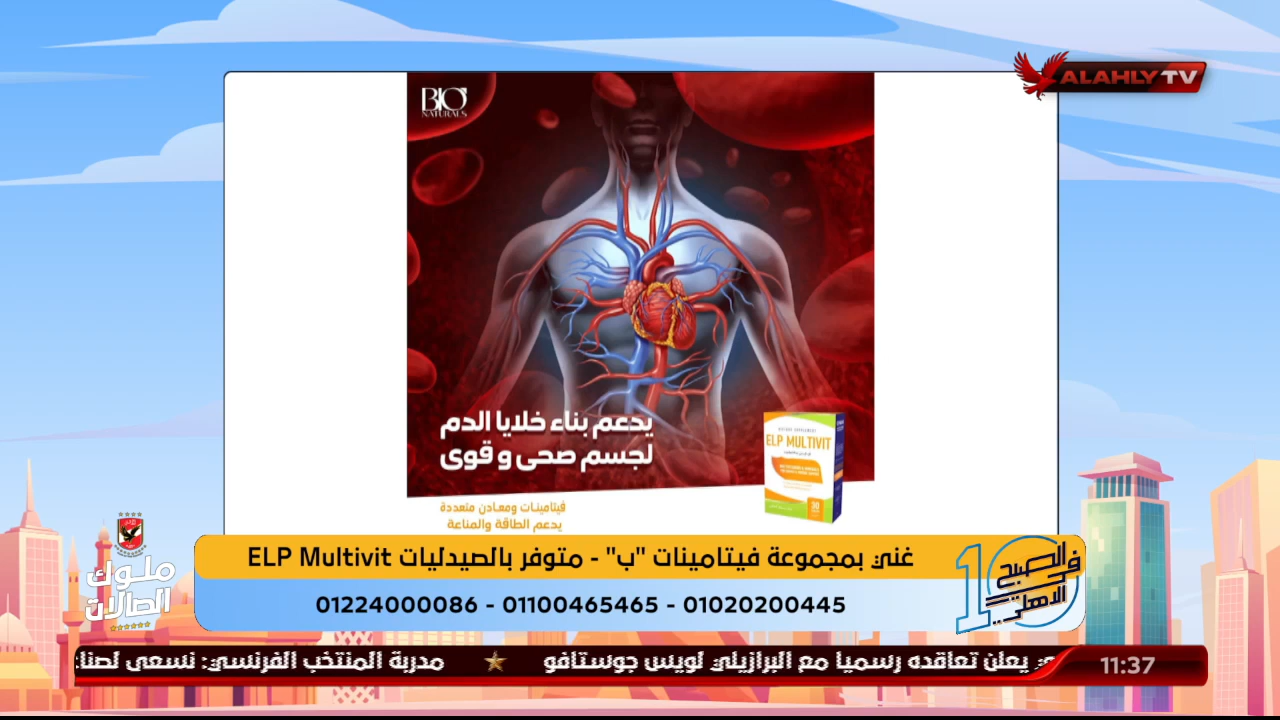 ALAHLY TV
BIO
NATURALS
يدعم بناء خلايا الدم
لجسم صحى و قوى
ELP MULTIVIT
فيتامينات ومعادن متعددة
يدعم الطاقة والمناعة
غني بمجموعة فيتامينات "ب" - متوفر بالصيدليات ELP Multivit
01224000086 - 01100465465 - 01020200445
10
الصبح
في
الاهلي
ملوك
الصالات
يعلن تعاقده رسمياً مع البرازيلي لويس جوستافو
مدربة المنتخب الفرنسي: نسعى
11:37